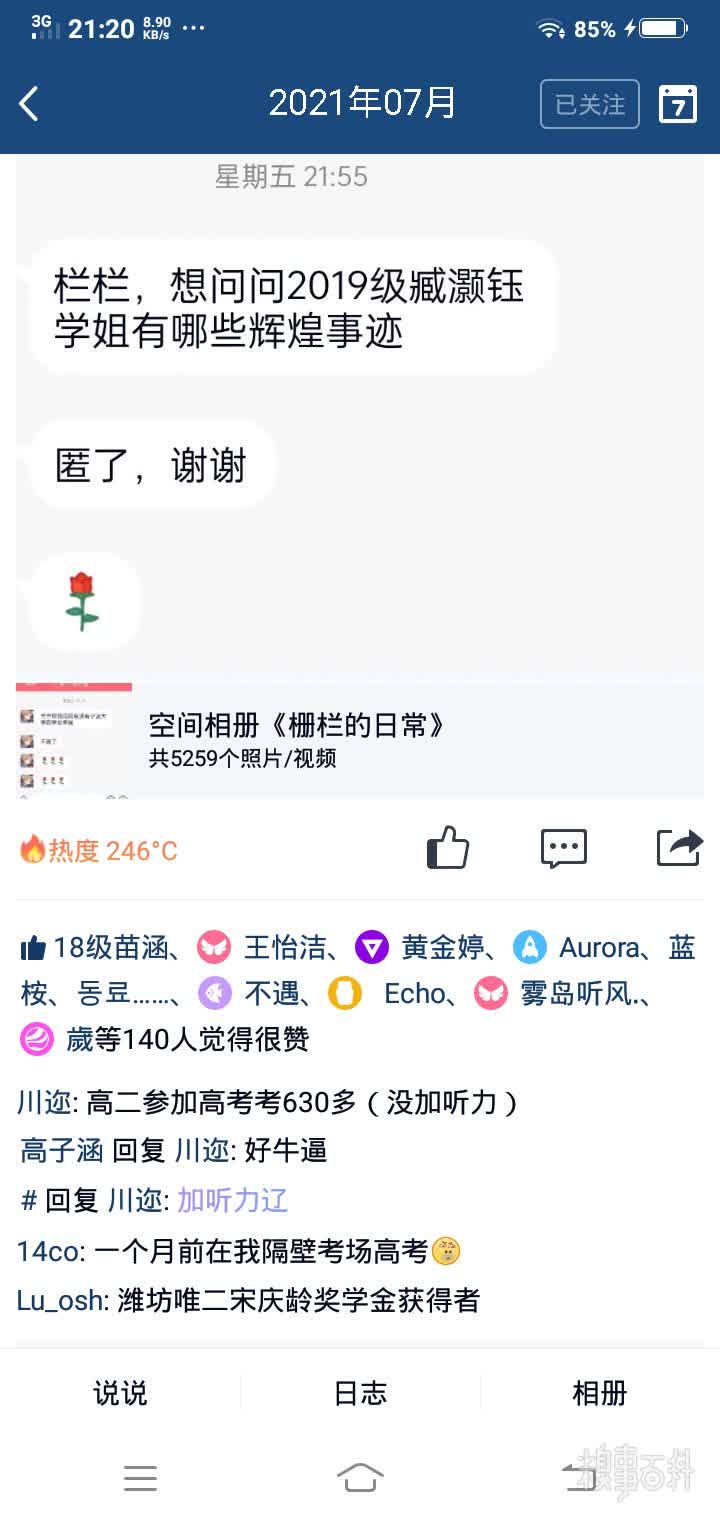 3G 21:20 8.90 KB/s ... 85%
2021年07月 已关注 7
星期五 21:55
栏栏，想问问2019级臧灏钰
学姐有哪些辉煌事迹
匿了，谢谢
空间相册《栅栏的日常》
共5259个照片/视频
热度 246°C
18级苗涵、 王怡洁、 黄金婷、 Aurora、蓝
桉、동료……、 不遇、 Echo、 雾岛听风.、
歲等140人觉得很赞
川迩: 高二参加高考考630多（没加听力）
高子涵 回复 川迩: 好牛逼
# 回复 川迩: 加听力辽
14co: 一个月前在我隔壁考场高考
Lu_osh: 潍坊唯二宋庆龄奖学金获得者
说说 日志 相册